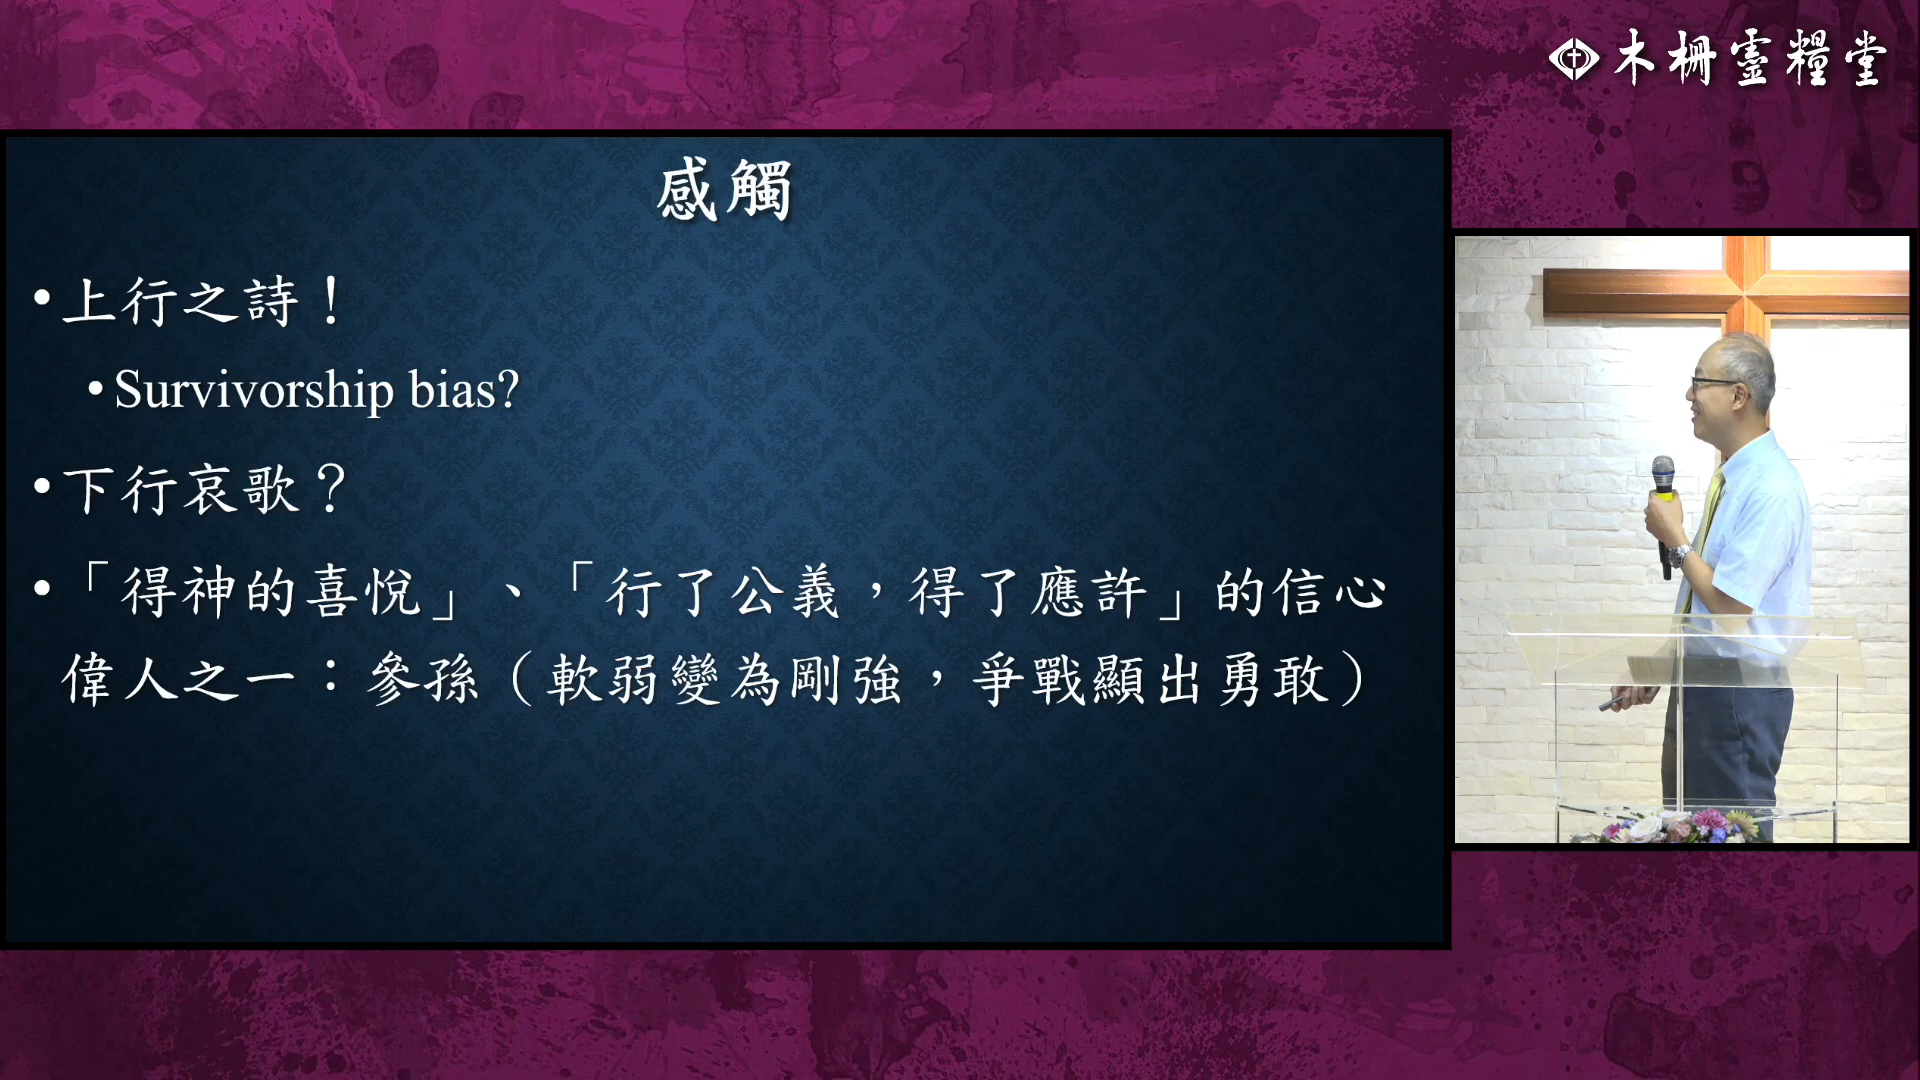 木柵靈糧堂
感觸
•上行之詩！
•Survivorship bias?
•下行哀歌？
•「得神的喜悅」、「行了公義，得了應許」的信心
偉人之一：參孫（軟弱變為剛強，爭戰顯出勇敢）